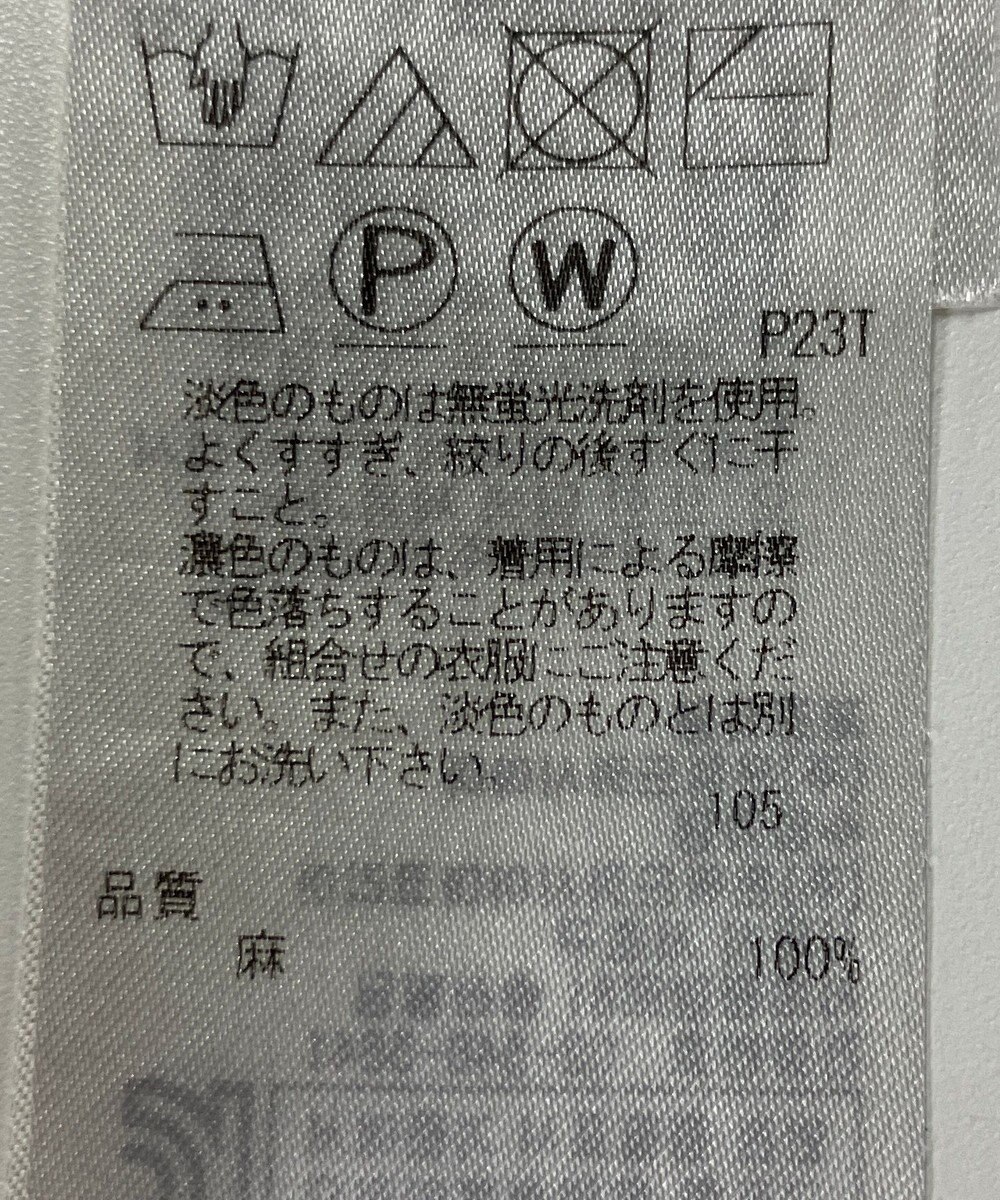 P
W
P23T
淡色のものは無蛍光洗剤を使用。
よくすすぎ、絞りの後すぐに干
すこと。
濃色のものは、着用による摩擦
で色落ちすることがありますの
で、組合せの衣服にご注意くだ
さい。また、淡色のものとは別
にお洗い下さい。
105
品質
麻 100%